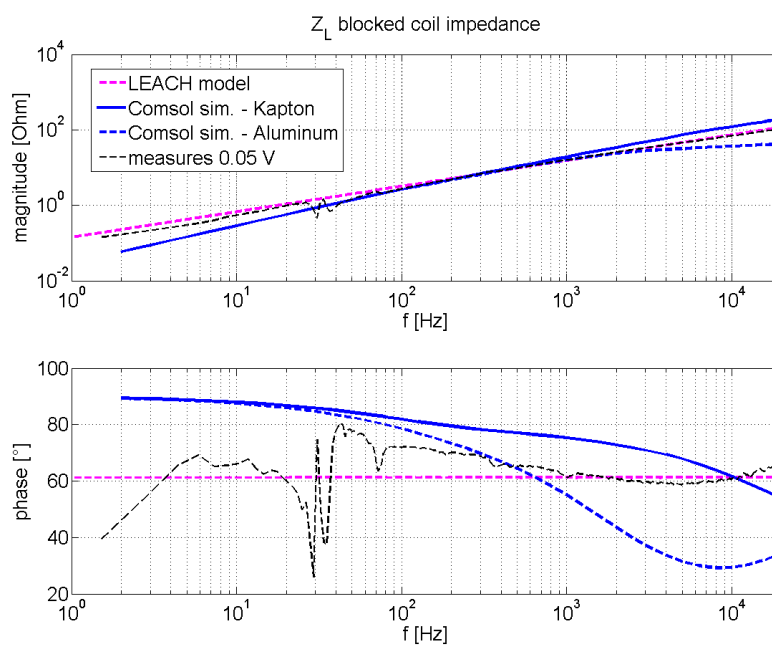 Z_L blocked coil impedance
magnitude [Ohm]
10^2
10^0
10^-2
LEACH model
Comsol sim. - Kapton
Comsol sim. - Aluminum
measures 0.05 V
10^0 10^1 10^2 10^3 10^4
f [Hz]
phase [°]
100
80
60
40
20
10^0 10^1 10^2 10^3 10^4
f [Hz]